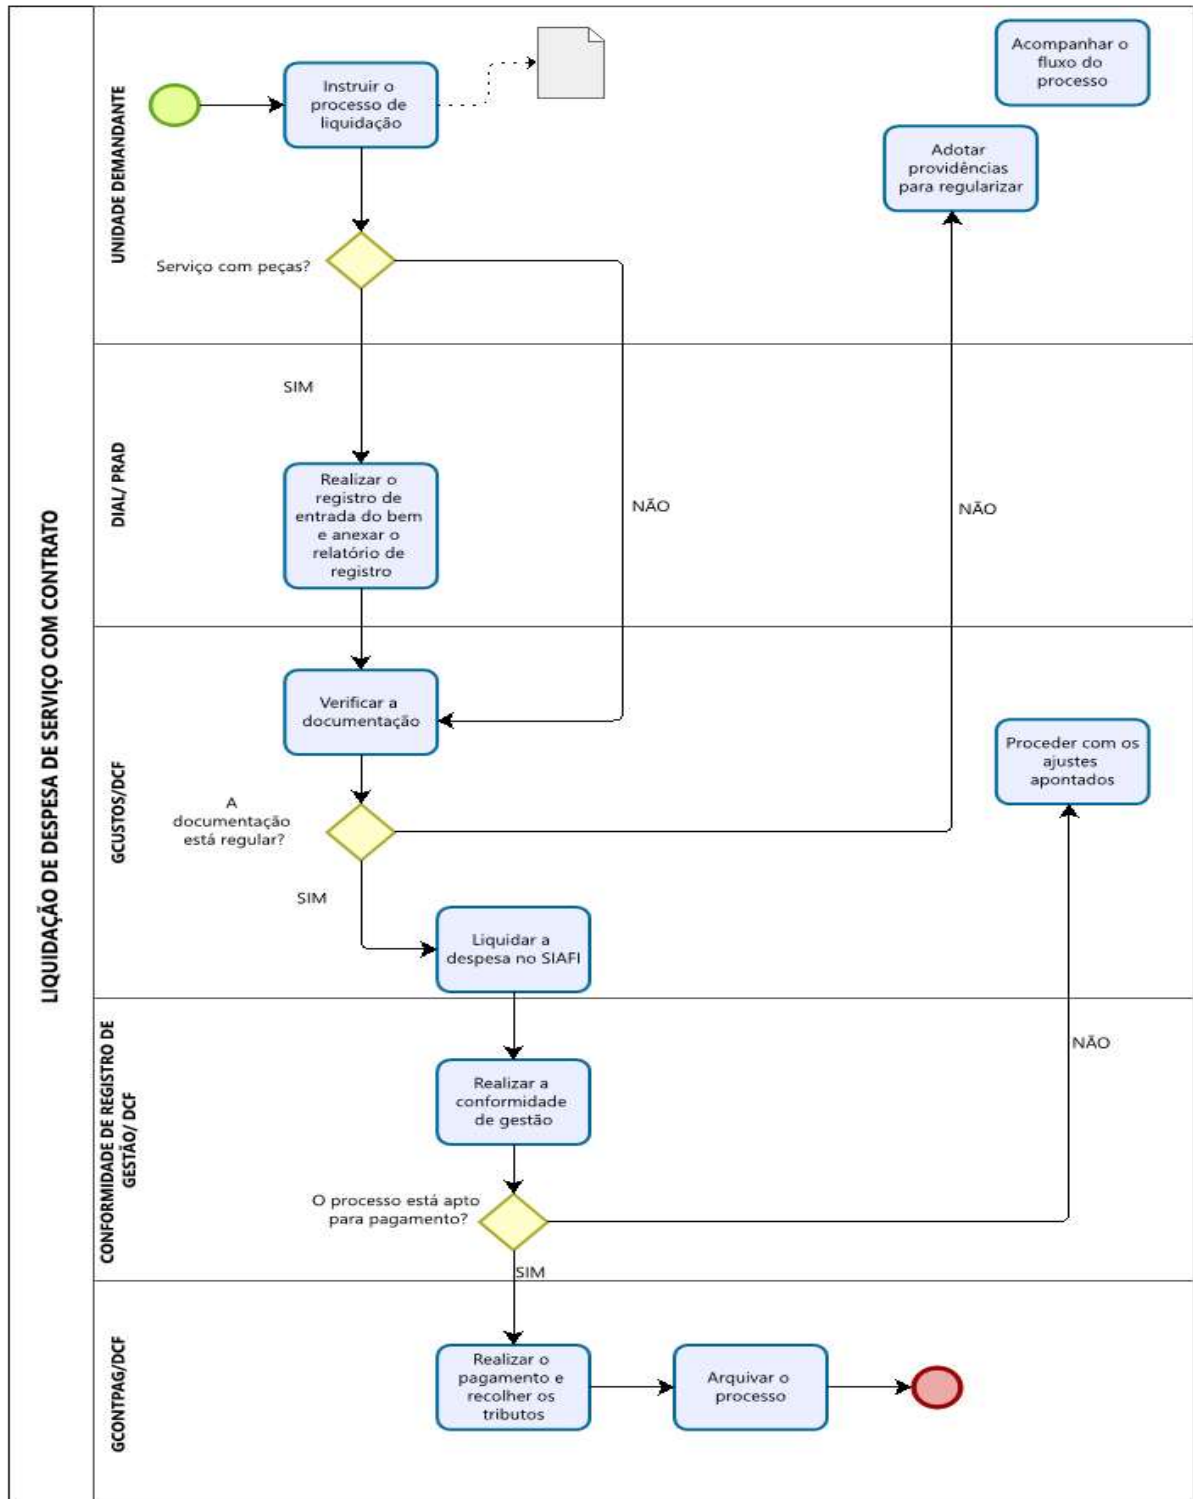 LIQUIDAÇÃO DE DESPESA DE SERVIÇO COM CONTRATO
UNIDADE DEMANDANTE
Instruir o
processo de
liquidação
Acompanhar o
fluxo do
processo
Adotar
providências
para regularizar
Serviço com peças?
DIAL/ PRAD
SIM
Realizar o
registro de
entrada do bem
e anexar o
relatório de
registro
NÃO
NÃO
GCUSTOS/DCF
Verificar a
documentação
Proceder com os
ajustes
apontados
A
documentação
está regular?
SIM
Liquidar a
despesa no SIAFI
CONFORMIDADE DE REGISTRO DE
GESTÃO/ DCF
Realizar a
conformidade
de gestão
NÃO
O processo está apto
para pagamento?
SIM
GCONTPAG/DCF
Realizar o
pagamento e
recolher os
tributos
Arquivar o
processo